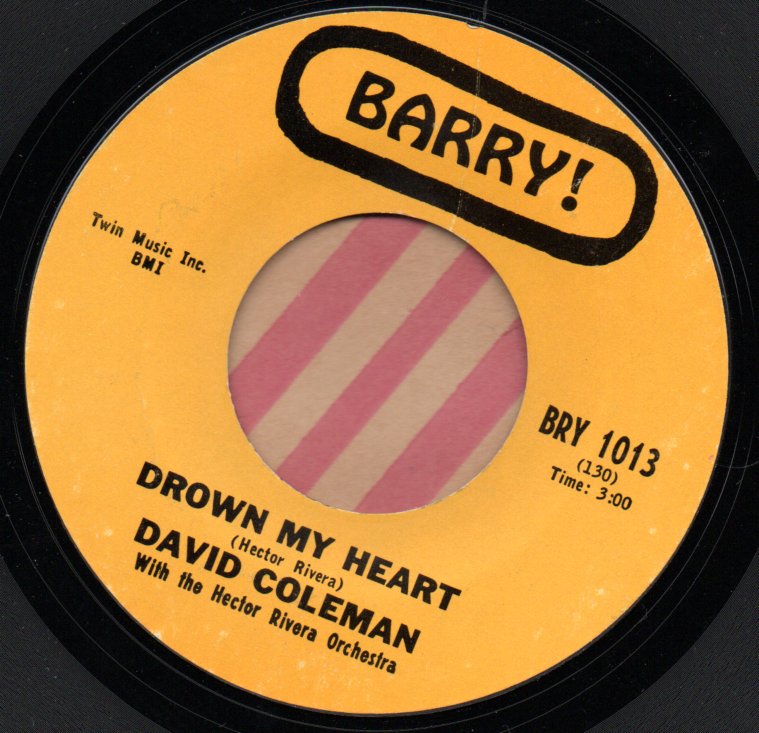 BARRY!
Twin Music Inc.
BMI
BRY 1013
(130)
Time: 3:00
DROWN MY HEART
(Hector Rivera)
DAVID COLEMAN
With the Hector Rivera Orchestra